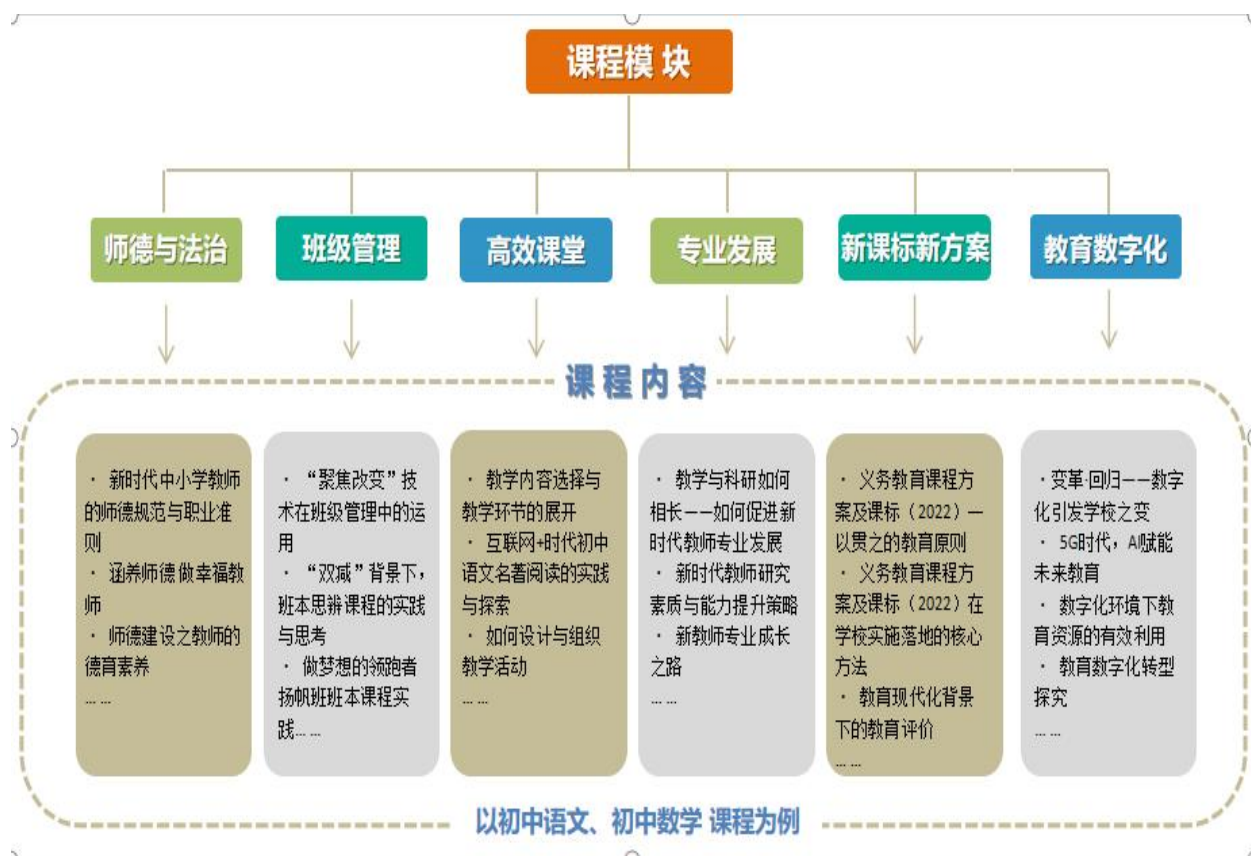 课程模 块
师德与法治
班级管理
高效课堂
专业发展
新课标新方案
教育数字化
课 程 内 容
· 新时代中小学教师
的师德规范与职业准
则
· 涵养师德做幸福教
师
· 师德建设之教师的
德育素养
... ...
· “聚焦改变”技
术在班级管理中的运
用
· “双减”背景下，
班本思辨课程的实践
与思考
· 做梦想的领跑者
扬帆班班本课程实
践... ...
· 教学内容选择与
教学环节的展开
· 互联网+时代初中
语文名著阅读的实践
与探索
· 如何设计与组织
教学活动
... ...
· 教学与科研如何
相长——如何促进新
时代教师专业发展
· 新时代教师研究
素质与能力提升策略
· 新教师专业成长
之路
... ...
· 义务教育课程方
案及课标（2022）一
以贯之的教育原则
· 义务教育课程方
案及课标（2022）在
学校实施落地的核心
方法
· 教育现代化背景
下的教育评价
... ...
· 变革·回归——数字
化引发学校之变
· 5G时代，AI赋能
未来教育
· 数字化环境下教
育资源的有效利用
· 教育数字化转型
探究
... ...
以初中语文、初中数学 课程为例